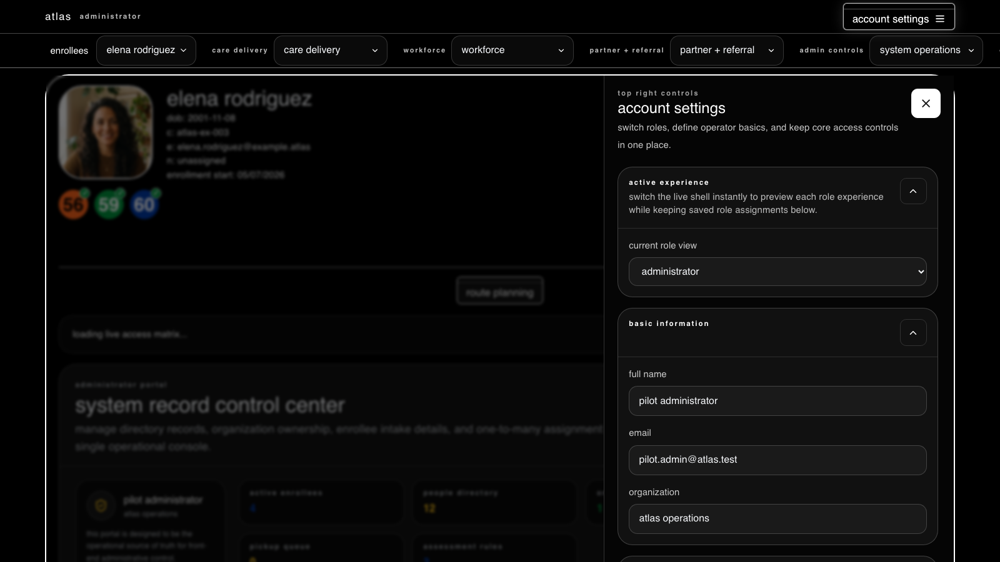 atlas administrator
account settings
enrollees elena rodriguez care delivery care delivery workforce workforce partner + referral partner + referral admin controls system operations
elena rodriguez
dob: 2001-11-08
c: atlas-ex-003
e: elena.rodriguez@example.atlas
n: unassigned
enrollment start: 05/07/2026
56 59 60
route planning
loading live access matrix...
administrator portal
system record control center
manage directory records, organization ownership, enrollee intake details, and one-to-many assignment
single operational console.
pilot administrator
atlas operations
this portal is designed to be the
operational source of truth for front-
end administrative control
active enrollees
4
people directory
12
pickup queue
assessment rules
top right controls
account settings
switch roles, define operator basics, and keep core access controls
in one place.
active experience
switch the live shell instantly to preview each role experience
while keeping saved role assignments below.
current role view
administrator
basic information
full name
pilot administrator
email
pilot.admin@atlas.test
organization
atlas operations